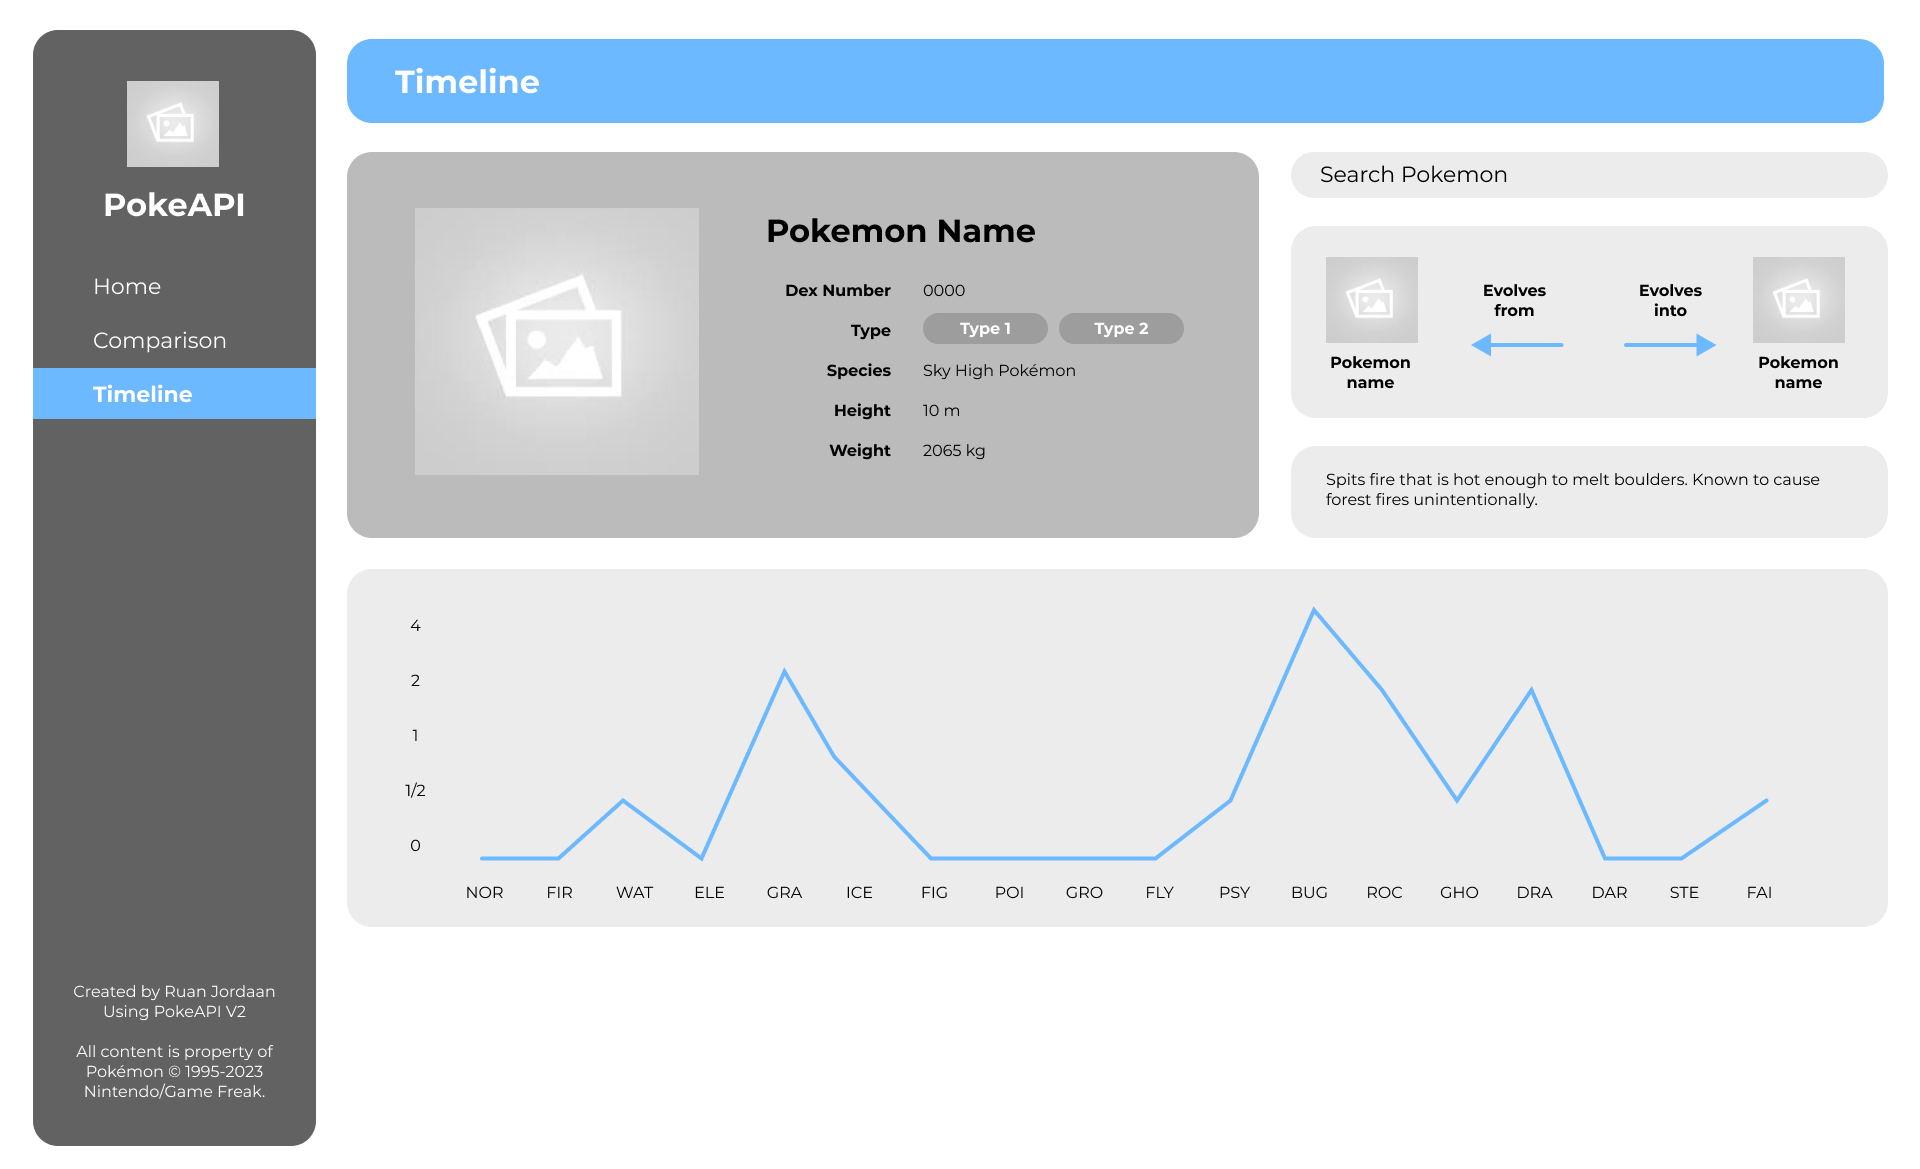 PokeAPI
Home
Comparison
Timeline
Created by Ruan Jordaan
Using PokeAPI V2
All content is property of
Pokémon © 1995-2023
Nintendo/Game Freak.
Timeline
Pokemon Name
Dex Number 0000
Type Type 1 Type 2
Species Sky High Pokémon
Height 10 m
Weight 2065 kg
Search Pokemon
Pokemon
name
Evolves
from
Evolves
into
Pokemon
name
Spits fire that is hot enough to melt boulders. Known to cause
forest fires unintentionally.
4
2
1
1/2
0
NOR FIR WAT ELE GRA ICE FIG POI GRO FLY PSY BUG ROC GHO DRA DAR STE FAI